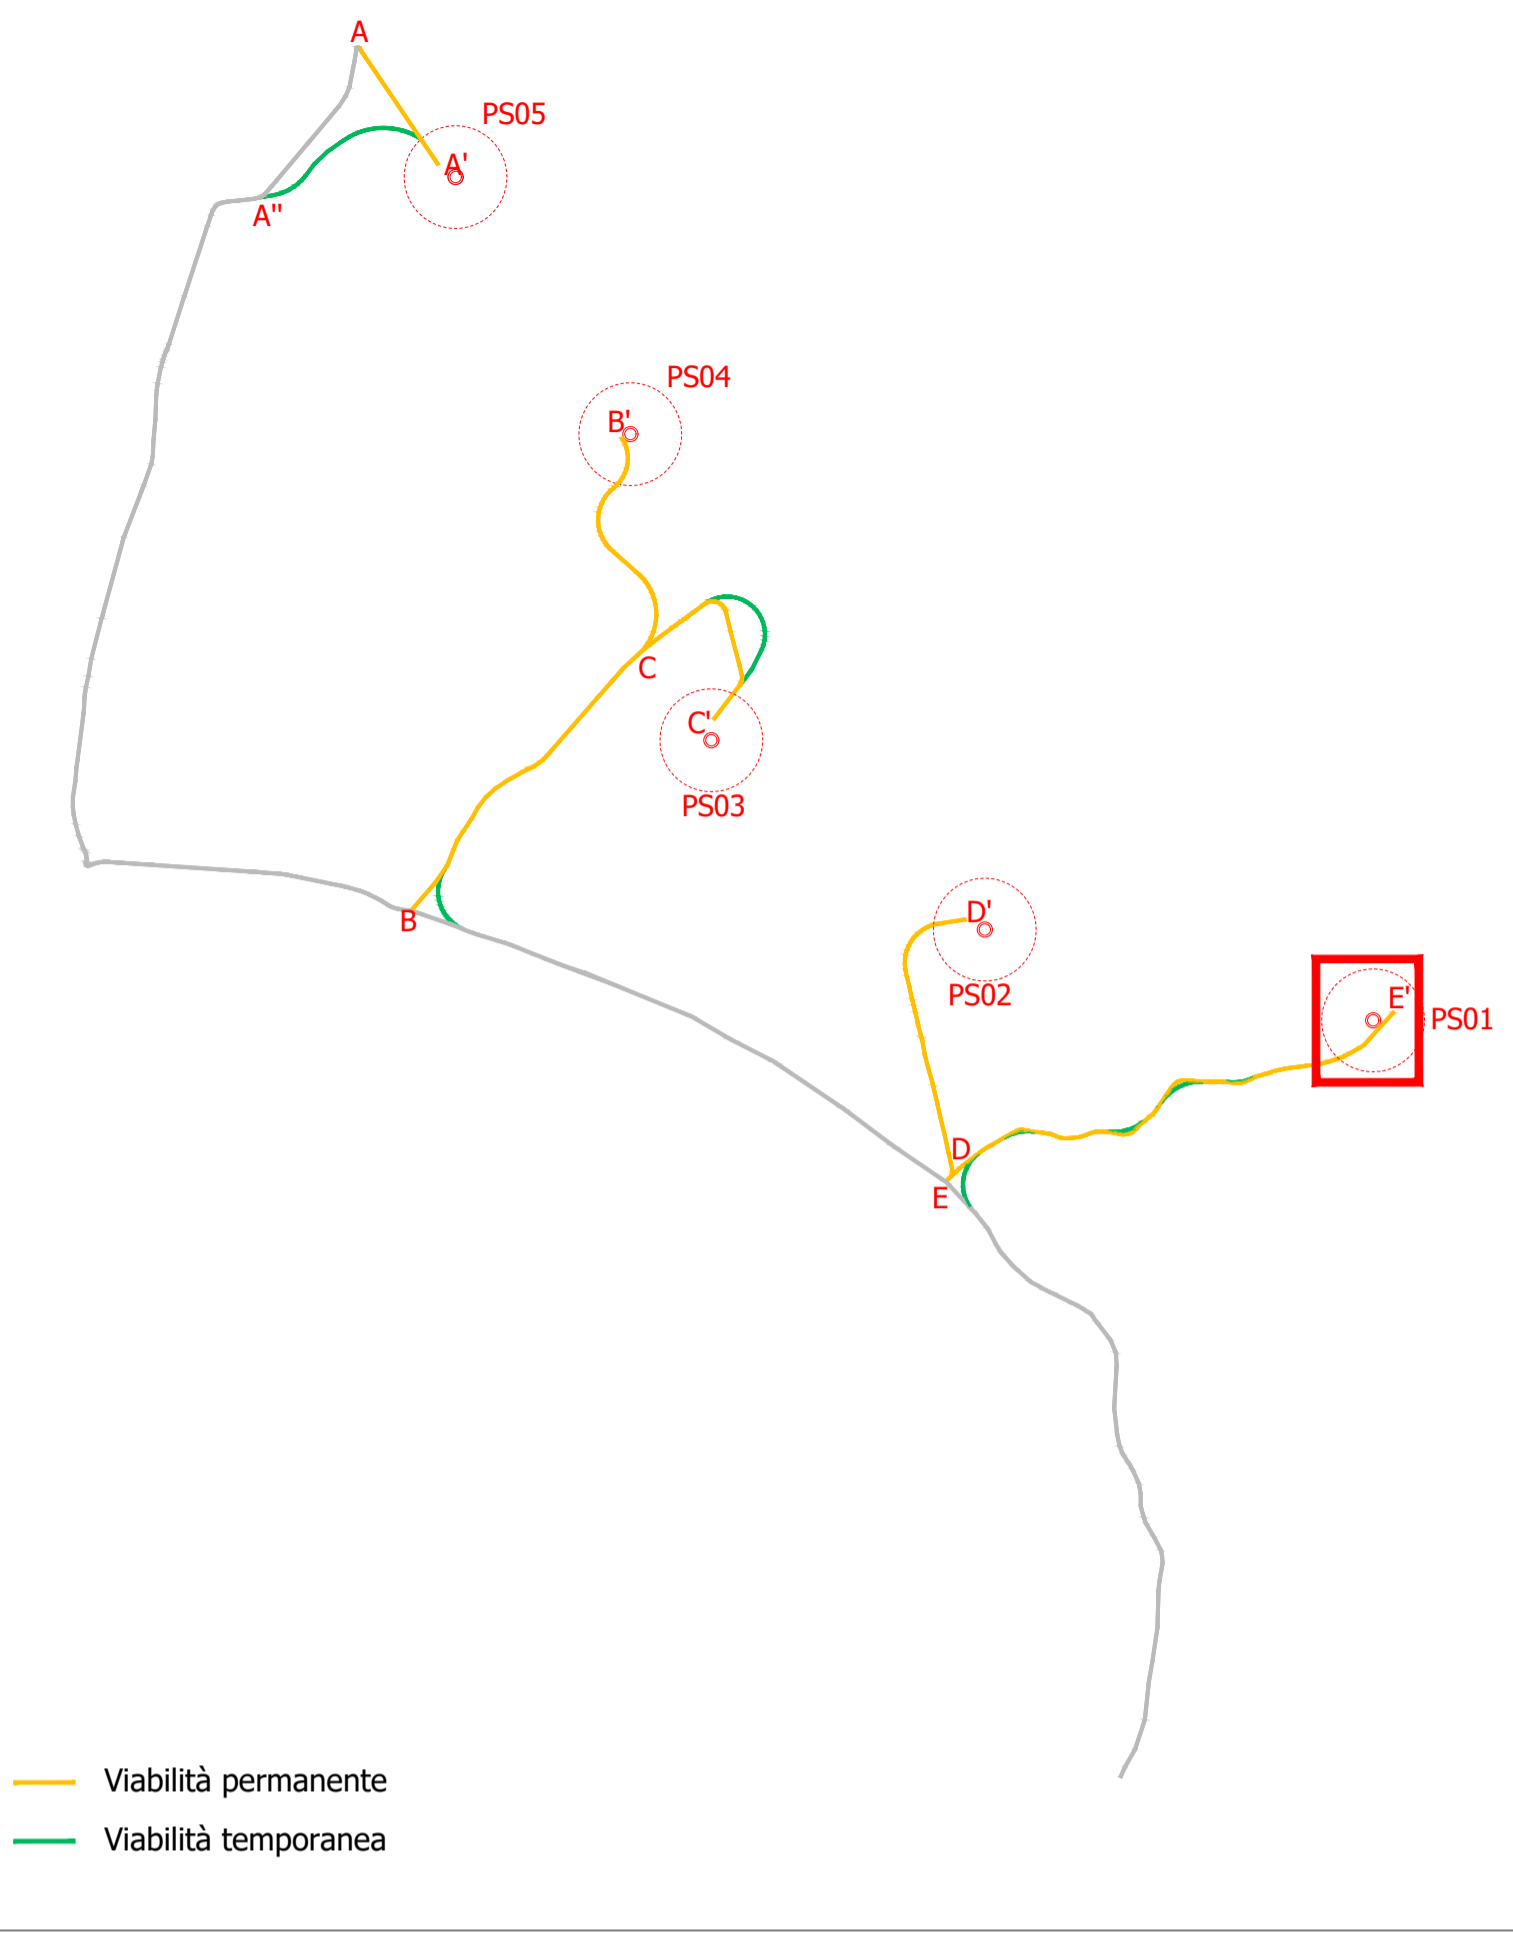 A
PS05
A'
A"
PS04
B'
C
C'
PS03
B
D'
PS02
E'
PS01
D
E
Viabilità permanente
Viabilità temporanea